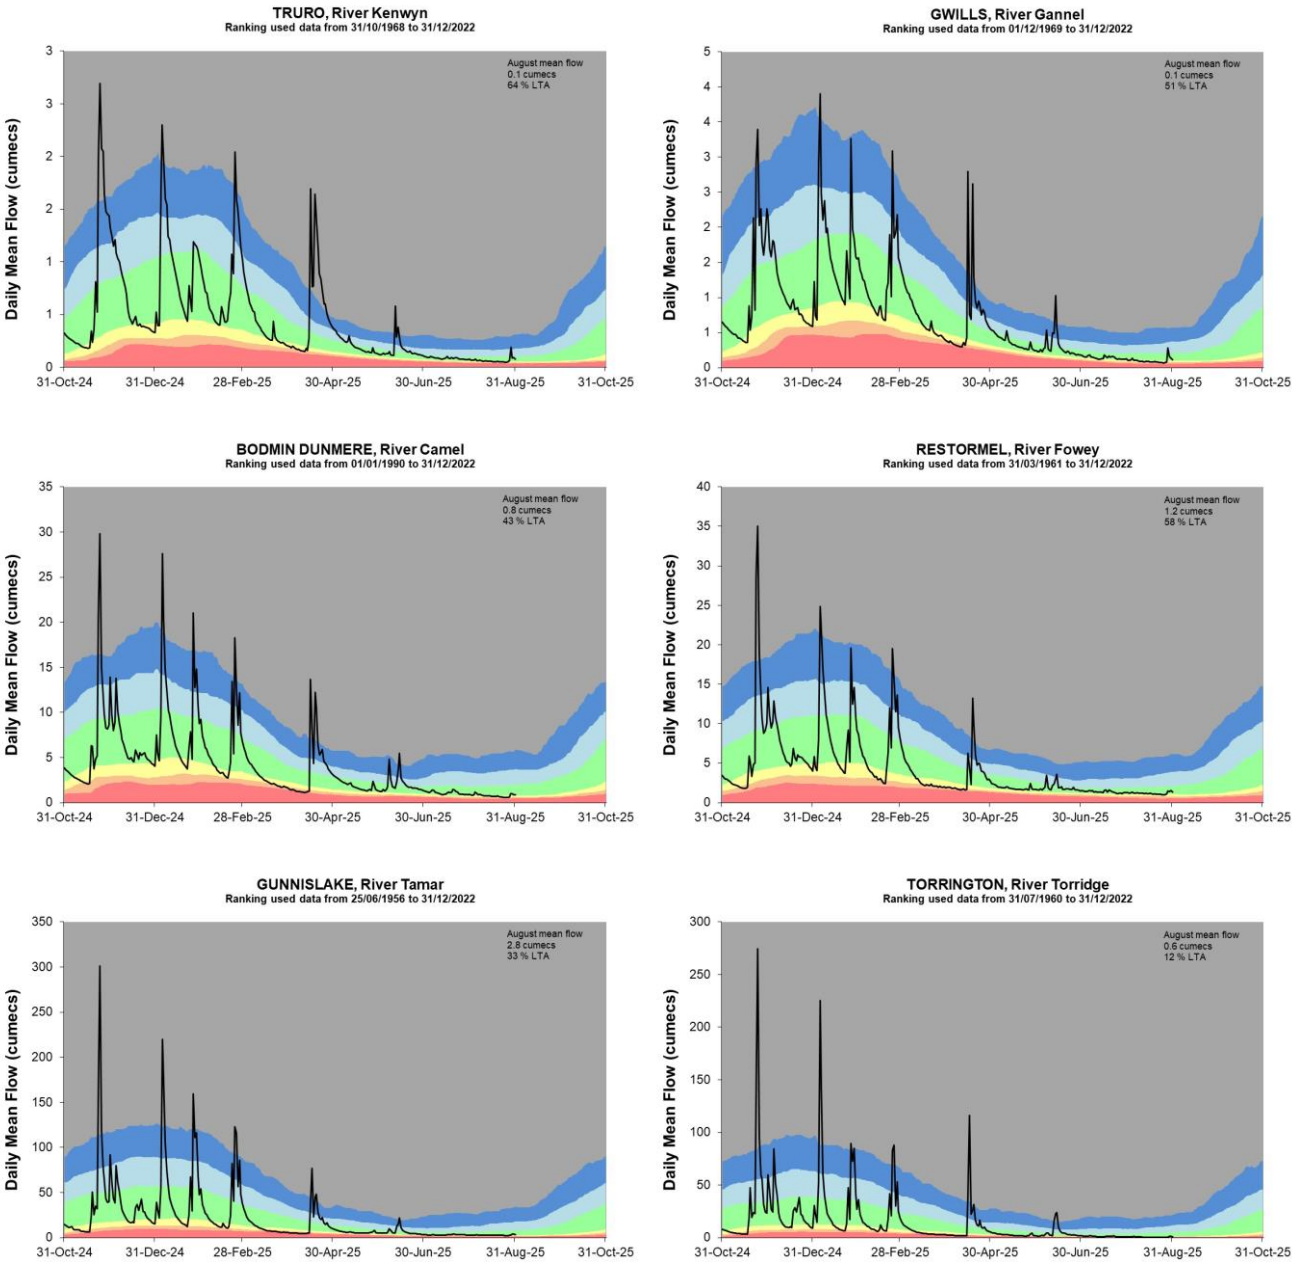 TRURO, River Kenwyn
Ranking used data from 31/10/1968 to 31/12/2022
Daily Mean Flow (cumecs)
3
3
2
2
1
1
0
August mean flow
0.1 cumecs
64 % LTA
31-Oct-24 31-Dec-24 28-Feb-25 30-Apr-25 30-Jun-25 31-Aug-25 31-Oct-25
GWILLS, River Gannel
Ranking used data from 01/12/1969 to 31/12/2022
Daily Mean Flow (cumecs)
5
4
4
3
3
2
2
1
1
0
August mean flow
0.1 cumecs
51 % LTA
31-Oct-24 31-Dec-24 28-Feb-25 30-Apr-25 30-Jun-25 31-Aug-25 31-Oct-25
BODMIN DUNMERE, River Camel
Ranking used data from 01/01/1990 to 31/12/2022
Daily Mean Flow (cumecs)
35
30
25
20
15
10
5
0
August mean flow
0.8 cumecs
43 % LTA
31-Oct-24 31-Dec-24 28-Feb-25 30-Apr-25 30-Jun-25 31-Aug-25 31-Oct-25
RESTORMEL, River Fowey
Ranking used data from 31/03/1961 to 31/12/2022
Daily Mean Flow (cumecs)
40
35
30
25
20
15
10
5
0
August mean flow
1.2 cumecs
58 % LTA
31-Oct-24 31-Dec-24 28-Feb-25 30-Apr-25 30-Jun-25 31-Aug-25 31-Oct-25
GUNNISLAKE, River Tamar
Ranking used data from 25/06/1956 to 31/12/2022
Daily Mean Flow (cumecs)
350
300
250
200
150
100
50
0
August mean flow
2.8 cumecs
33 % LTA
31-Oct-24 31-Dec-24 28-Feb-25 30-Apr-25 30-Jun-25 31-Aug-25 31-Oct-25
TORRINGTON, River Torridge
Ranking used data from 31/07/1960 to 31/12/2022
Daily Mean Flow (cumecs)
300
250
200
150
100
50
0
August mean flow
0.6 cumecs
12 % LTA
31-Oct-24 31-Dec-24 28-Feb-25 30-Apr-25 30-Jun-25 31-Aug-25 31-Oct-25